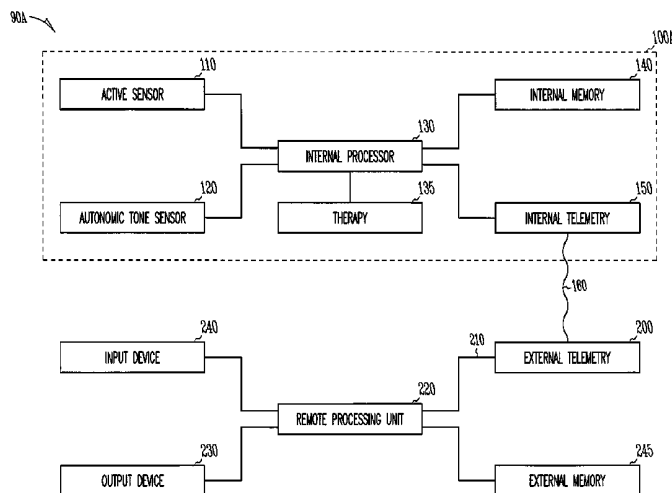 90A
100A
110
ACTIVE SENSOR
140
INTERNAL MEMORY
130
INTERNAL PROCESSOR
120
AUTONOMIC TONE SENSOR
135
THERAPY
150
INTERNAL TELEMETRY
160
240
INPUT DEVICE
210
200
EXTERNAL TELEMETRY
220
REMOTE PROCESSING UNIT
230
OUTPUT DEVICE
245
EXTERNAL MEMORY